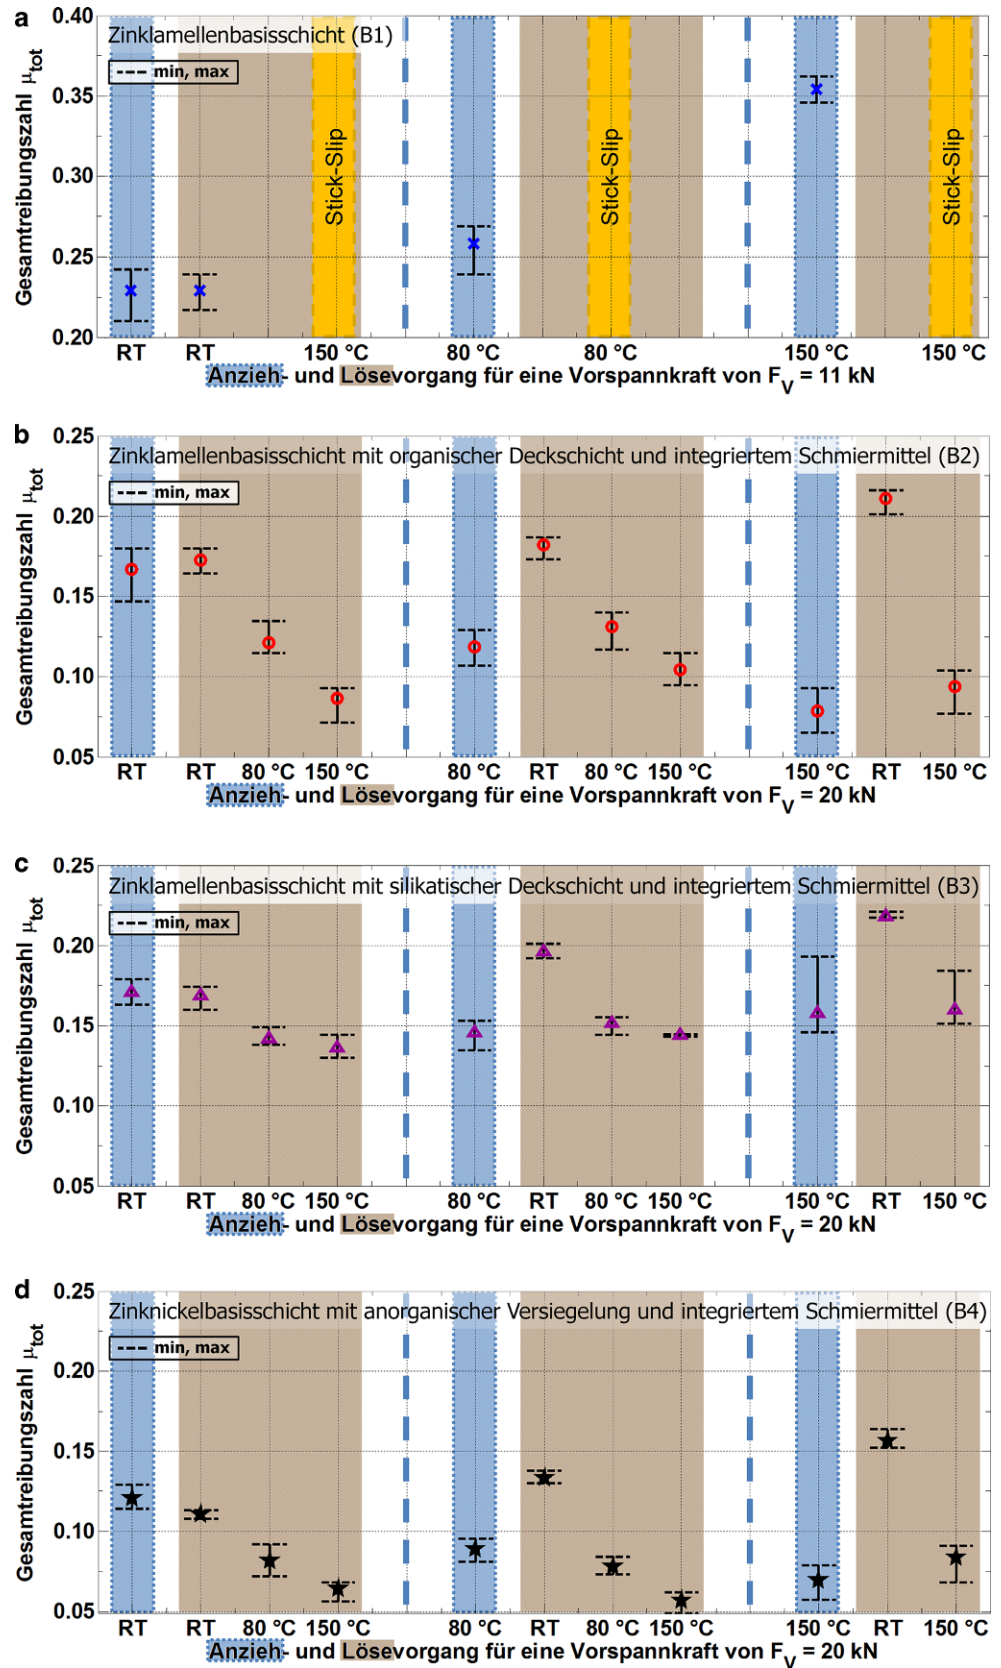 a
Gesamtreibungszahl μtot
0.40
0.35
0.30
0.25
0.20
Zinklamellenbasisschicht (B1)
min, max
Stick-Slip
Stick-Slip
Stick-Slip
RT RT 150 °C 80 °C 80 °C 150 °C 150 °C
Anzieh- und Lösevorgang für eine Vorspannkraft von FV = 11 kN
b
Gesamtreibungszahl μtot
0.25
0.20
0.15
0.10
0.05
Zinklamellenbasisschicht mit organischer Deckschicht und integriertem Schmiermittel (B2)
min, max
RT RT 80 °C 150 °C 80 °C RT 80 °C 150 °C 150 °C RT 150 °C
Anzieh- und Lösevorgang für eine Vorspannkraft von FV = 20 kN
c
Gesamtreibungszahl μtot
0.25
0.20
0.15
0.10
0.05
Zinklamellenbasisschicht mit silikatischer Deckschicht und integriertem Schmiermittel (B3)
min, max
RT RT 80 °C 150 °C 80 °C RT 80 °C 150 °C 150 °C RT 150 °C
Anzieh- und Lösevorgang für eine Vorspannkraft von FV = 20 kN
d
Gesamtreibungszahl μtot
0.25
0.20
0.15
0.10
0.05
Zinknickelbasisschicht mit anorganischer Versiegelung und integriertem Schmiermittel (B4)
min, max
RT RT 80 °C 150 °C 80 °C RT 80 °C 150 °C 150 °C RT 150 °C
Anzieh- und Lösevorgang für eine Vorspannkraft von FV = 20 kN